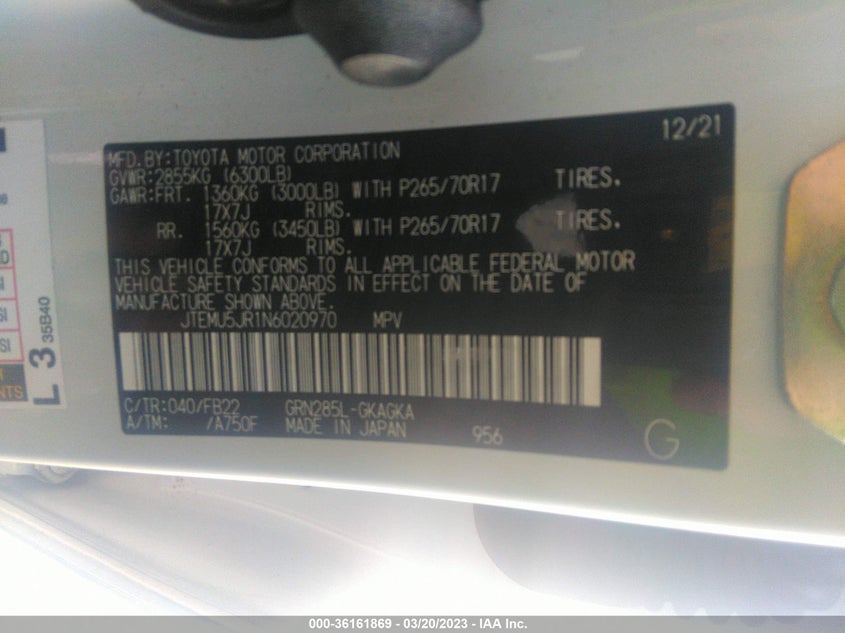 12/21
MFD. BY: TOYOTA MOTOR CORPORATION
GVWR: 2855KG (6300LB)
GAWR: FRT. 1360KG (3000LB) WITH P265/70R17 TIRES.
17X7J RIMS.
RR. 1560KG (3450LB) WITH P265/70R17 TIRES.
17X7J RIMS.
THIS VEHICLE CONFORMS TO ALL APPLICABLE FEDERAL MOTOR
VEHICLE SAFETY STANDARDS IN EFFECT ON THE DATE OF
MANUFACTURE SHOWN ABOVE.
JTEMU5JR1N6020970 MPV
C/TR: 040/FB22 GRN285L-GKAGKA
A/TM: /A750F MADE IN JAPAN 956 G
L 3 35B40
000-36161869 - 03/20/2023 - IAA Inc.